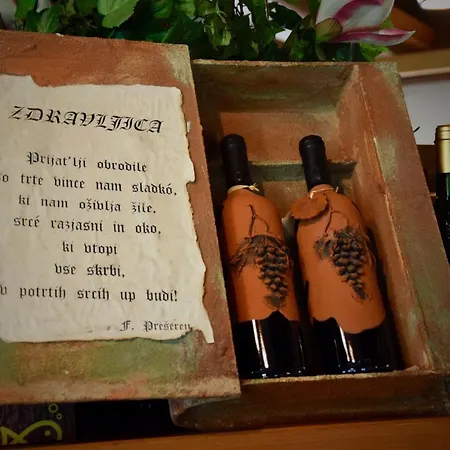 ZDRAVLJICA
Prijat'lji obrodile
so trte vince nam sladkó,
ki nam oživlja žile,
srcé razjasni in oko,
ki utopi
vse skrbi,
v potrtih srcih up budi!
F. Prešeren